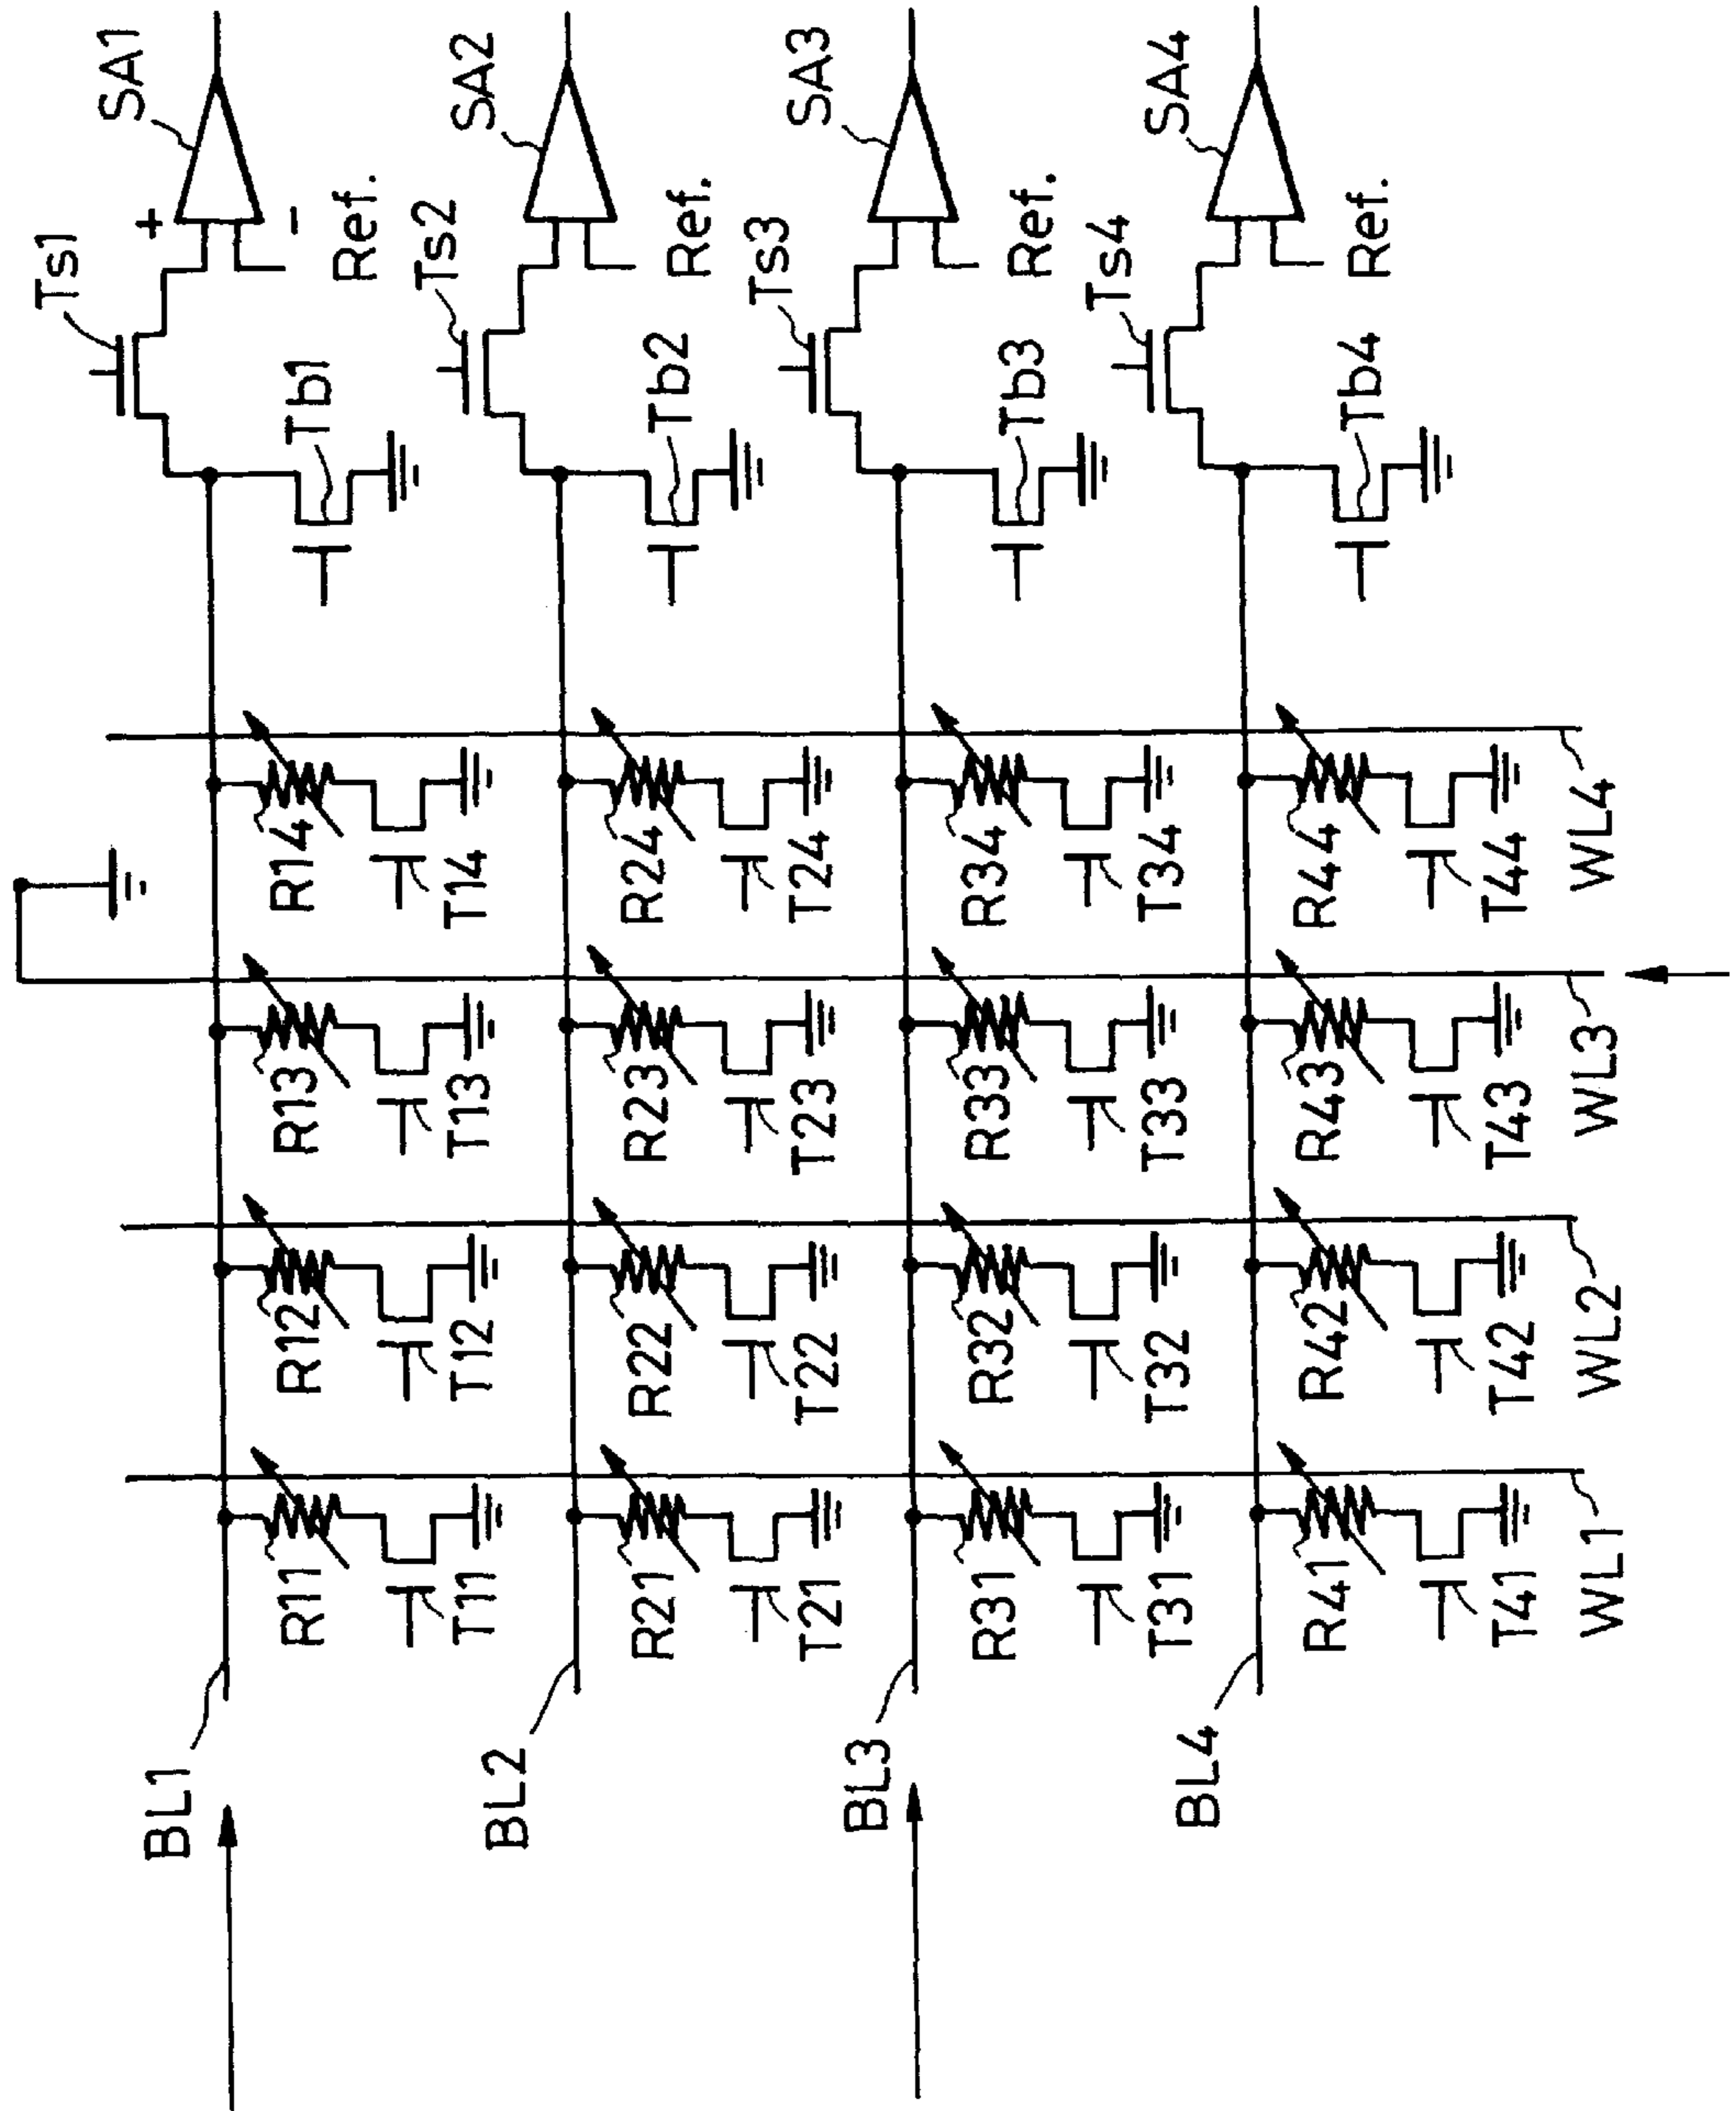 SA1
SA2
SA3
SA4
Ts1
+
−
Ref.
Ts2
Ref.
Ts3
Ref.
Ts4
Ref.
Tb1
Tb2
Tb3
Tb4
R14
T14
R24
T24
R34
T34
R44
T44
WL4
R13
T13
R23
T23
R33
T33
R43
T43
WL3
R12
T12
R22
T22
R32
T32
R42
T42
WL2
R11
T11
R21
T21
R31
T31
R41
T41
WL1
BL1
BL2
BL3
BL4